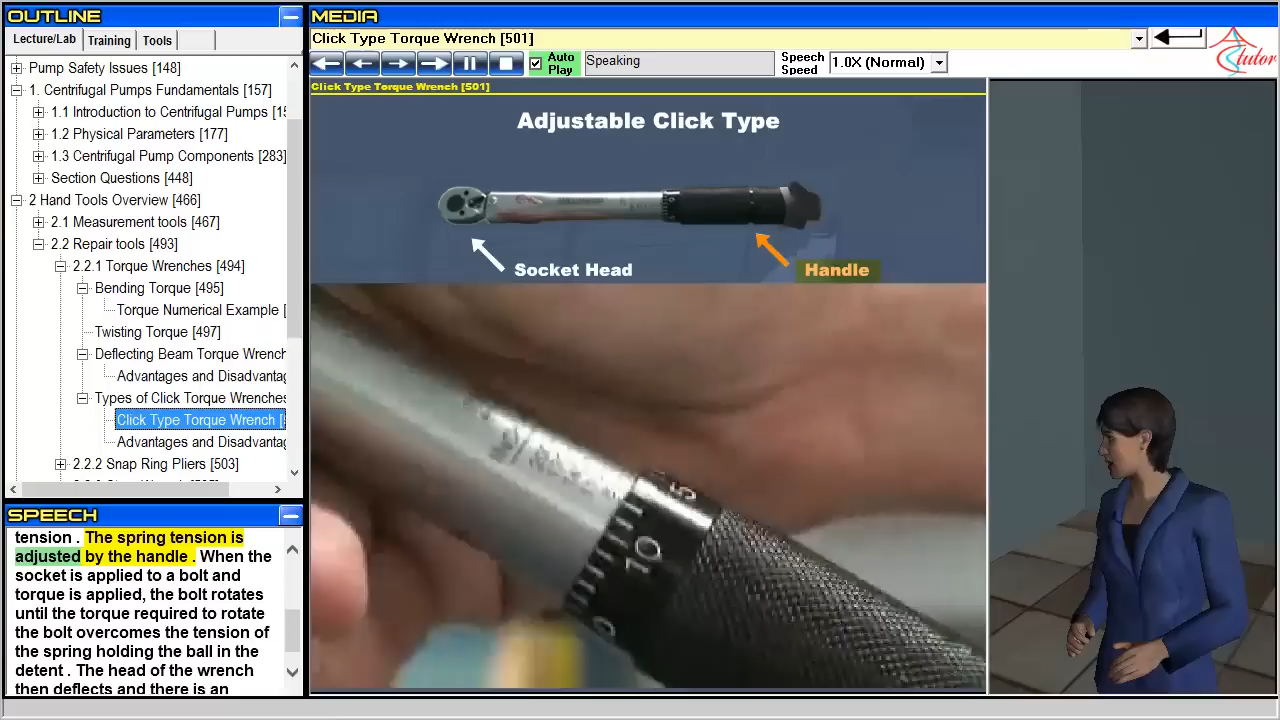 OUTLINE
Lecture/Lab Training Tools
Pump Safety Issues [148]
1. Centrifugal Pumps Fundamentals [157]
1.1 Introduction to Centrifugal Pumps [15
1.2 Physical Parameters [177]
1.3 Centrifugal Pump Components [283]
Section Questions [448]
2 Hand Tools Overview [466]
2.1 Measurement tools [467]
2.2 Repair tools [493]
2.2.1 Torque Wrenches [494]
Bending Torque [495]
Torque Numerical Example [
Twisting Torque [497]
Deflecting Beam Torque Wrench
Advantages and Disadvantag
Types of Click Torque Wrenches
Click Type Torque Wrench [
Advantages and Disadvantag
2.2.2 Snap Ring Pliers [503]
SPEECH
tension . The spring tension is
adjusted by the handle . When the
socket is applied to a bolt and
torque is applied, the bolt rotates
until the torque required to rotate
the bolt overcomes the tension of
the spring holding the ball in the
detent . The head of the wrench
then deflects and there is an
MEDIA
Click Type Torque Wrench [501]
Auto
Play
Speaking
Speech
Speed
1.0X (Normal)
tutor
Click Type Torque Wrench [501]
Adjustable Click Type
Socket Head
Handle
5
10
0